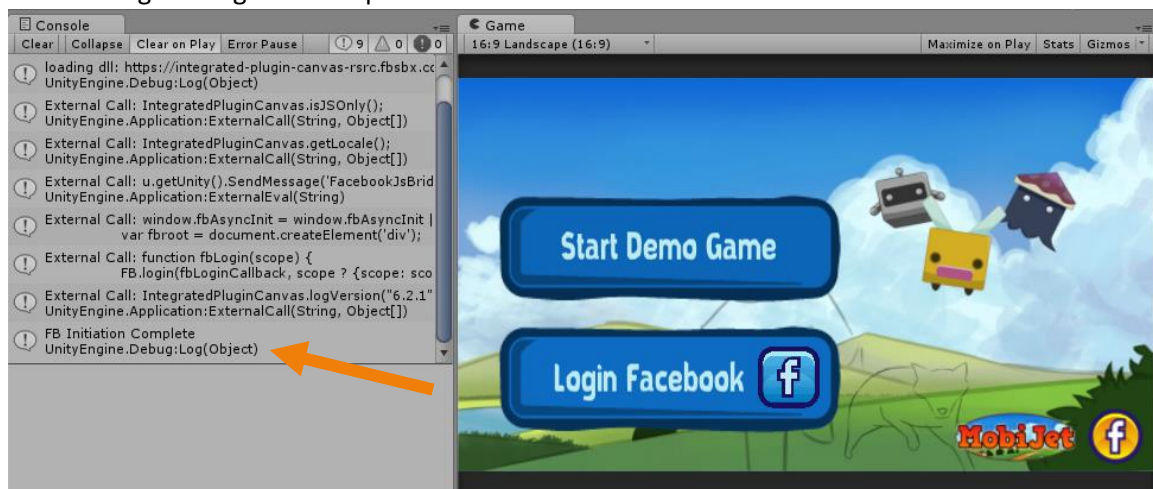 Console
Clear Collapse Clear on Play Error Pause 9 0 0
loading dll: https://integrated-plugin-canvas-rsrc.fbsbx.cc
UnityEngine.Debug:Log(Object)
External Call: IntegratedPluginCanvas.isJSOnly();
UnityEngine.Application:ExternalCall(String, Object[])
External Call: IntegratedPluginCanvas.getLocale();
UnityEngine.Application:ExternalCall(String, Object[])
External Call: u.getUnity().SendMessage('FacebookJsBrid
UnityEngine.Application:ExternalEval(String)
External Call: window.fbAsyncInit = window.fbAsyncInit |
var fbroot = document.createElement('div');
External Call: function fbLogin(scope) {
FB.login(fbLoginCallback, scope ? {scope: sco
External Call: IntegratedPluginCanvas.logVersion("6.2.1"
UnityEngine.Application:ExternalCall(String, Object[])
FB Initiation Complete
UnityEngine.Debug:Log(Object)
Game
16:9 Landscape (16:9) Maximize on Play Stats Gizmos
Start Demo Game
Login Facebook f
MobiJet f